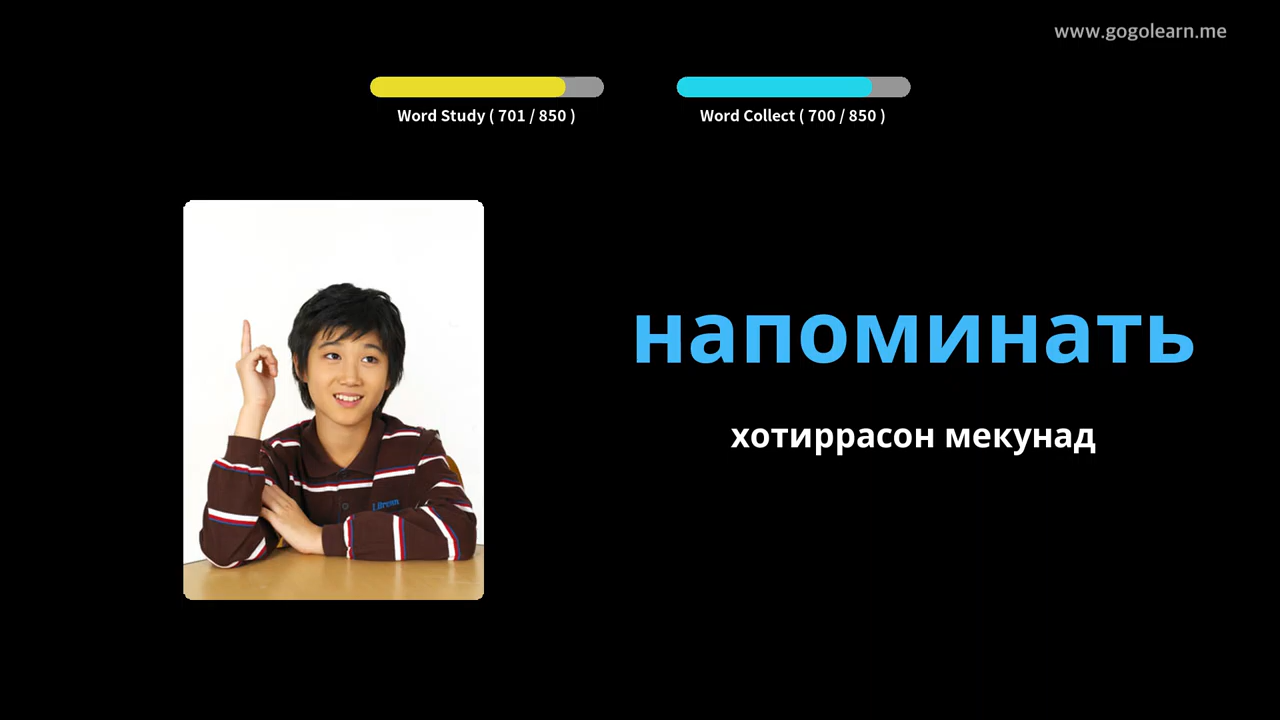 www.gogolearn.me
Word Study ( 701 / 850 )
Word Collect ( 700 / 850 )
напоминать
хотиррасон мекунад